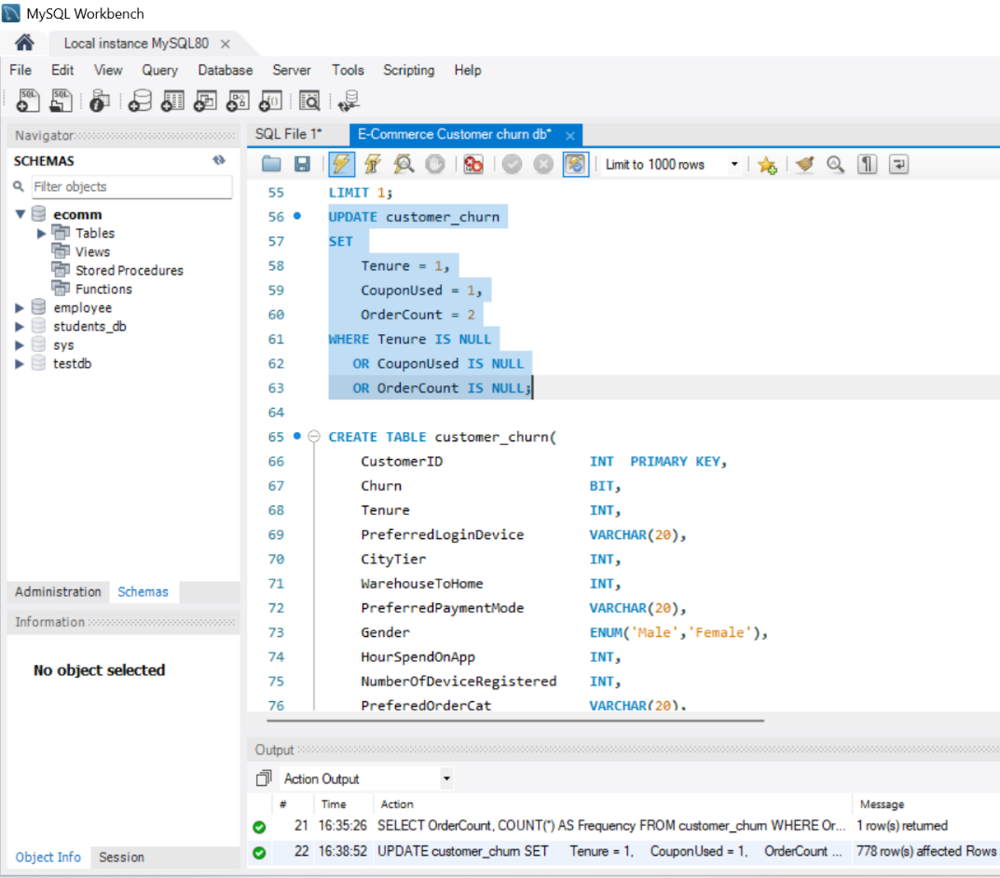 MySQL Workbench
Local instance MySQL80
File Edit View Query Database Server Tools Scripting Help
Navigator
SCHEMAS
Filter objects
ecomm
Tables
Views
Stored Procedures
Functions
employee
students_db
sys
testdb
Administration Schemas
Information
No object selected
Object Info Session
SQL File 1* E-Commerce Customer churn db*
Limit to 1000 rows
55 LIMIT 1;
56 UPDATE customer_churn
57 SET
58 Tenure = 1,
59 CouponUsed = 1,
60 OrderCount = 2
61 WHERE Tenure IS NULL
62 OR CouponUsed IS NULL
63 OR OrderCount IS NULL;
64
65 CREATE TABLE customer_churn(
66 CustomerID INT PRIMARY KEY,
67 Churn BIT,
68 Tenure INT,
69 PreferredLoginDevice VARCHAR(20),
70 CityTier INT,
71 WarehouseToHome INT,
72 PreferredPaymentMode VARCHAR(20),
73 Gender ENUM('Male','Female'),
74 HourSpendOnApp INT,
75 NumberOfDeviceRegistered INT,
76 PreferedOrderCat VARCHAR(20),
Output
Action Output
# Time Action Message
21 16:35:26 SELECT OrderCount, COUNT(*) AS Frequency FROM customer_churn WHERE Or... 1 row(s) returned
22 16:38:52 UPDATE customer_churn SET Tenure = 1, CouponUsed = 1, OrderCount ... 778 row(s) affected Rows